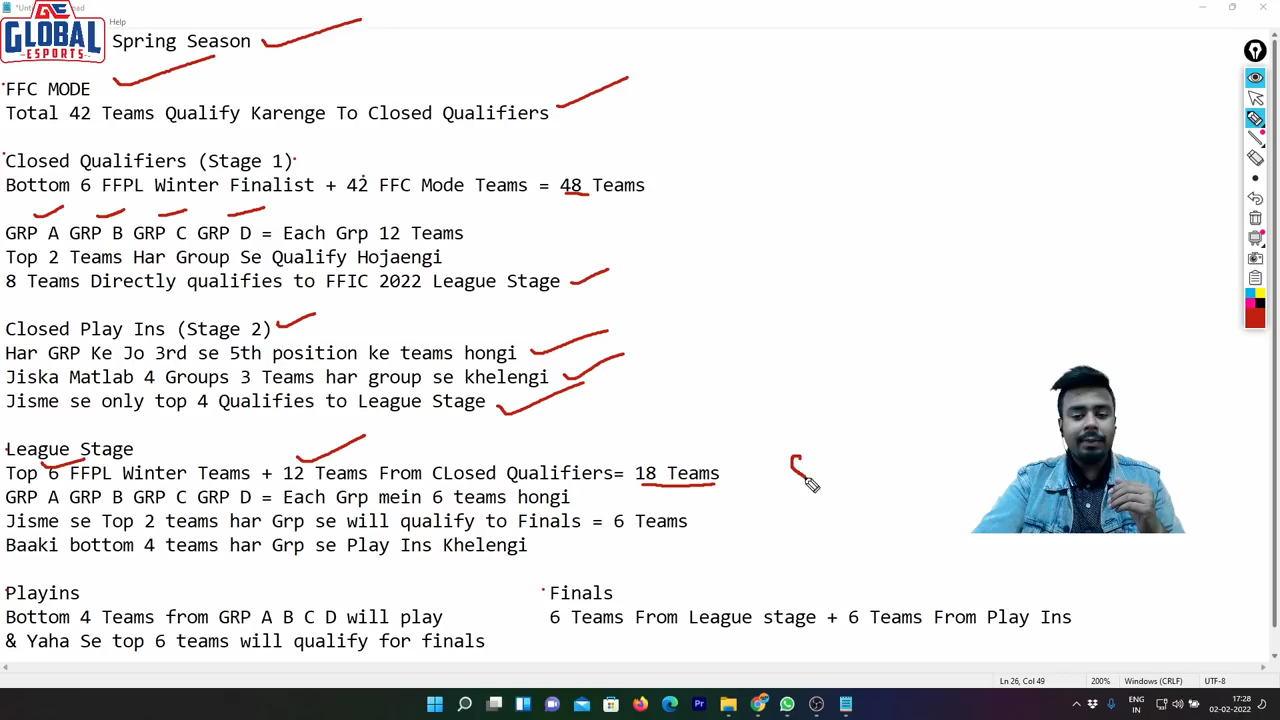 GLOBAL
ESPORTS
Help
Spring Season
FFC MODE
Total 42 Teams Qualify Karenge To Closed Qualifiers
Closed Qualifiers (Stage 1)
Bottom 6 FFPL Winter Finalist + 42 FFC Mode Teams = 48 Teams
GRP A GRP B GRP C GRP D = Each Grp 12 Teams
Top 2 Teams Har Group Se Qualify Hojaengi
8 Teams Directly qualifies to FFIC 2022 League Stage
Closed Play Ins (Stage 2)
Har GRP Ke Jo 3rd se 5th position ke teams hongi
Jiska Matlab 4 Groups 3 Teams har group se khelengi
Jisme se only top 4 Qualifies to League Stage
League Stage
Top 6 FFPL Winter Teams + 12 Teams From CLosed Qualifiers= 18 Teams
GRP A GRP B GRP C GRP D = Each Grp mein 6 teams hongi
Jisme se Top 2 teams har Grp se will qualify to Finals = 6 Teams
Baaki bottom 4 teams har Grp se Play Ins Khelengi
Playins
Bottom 4 Teams from GRP A B C D will play
& Yaha Se top 6 teams will qualify for finals
Finals
6 Teams From League stage + 6 Teams From Play Ins
Ln 26, Col 49 100% Windows (CRLF) UTF-8
ENG
IN
17:28
02-02-2022